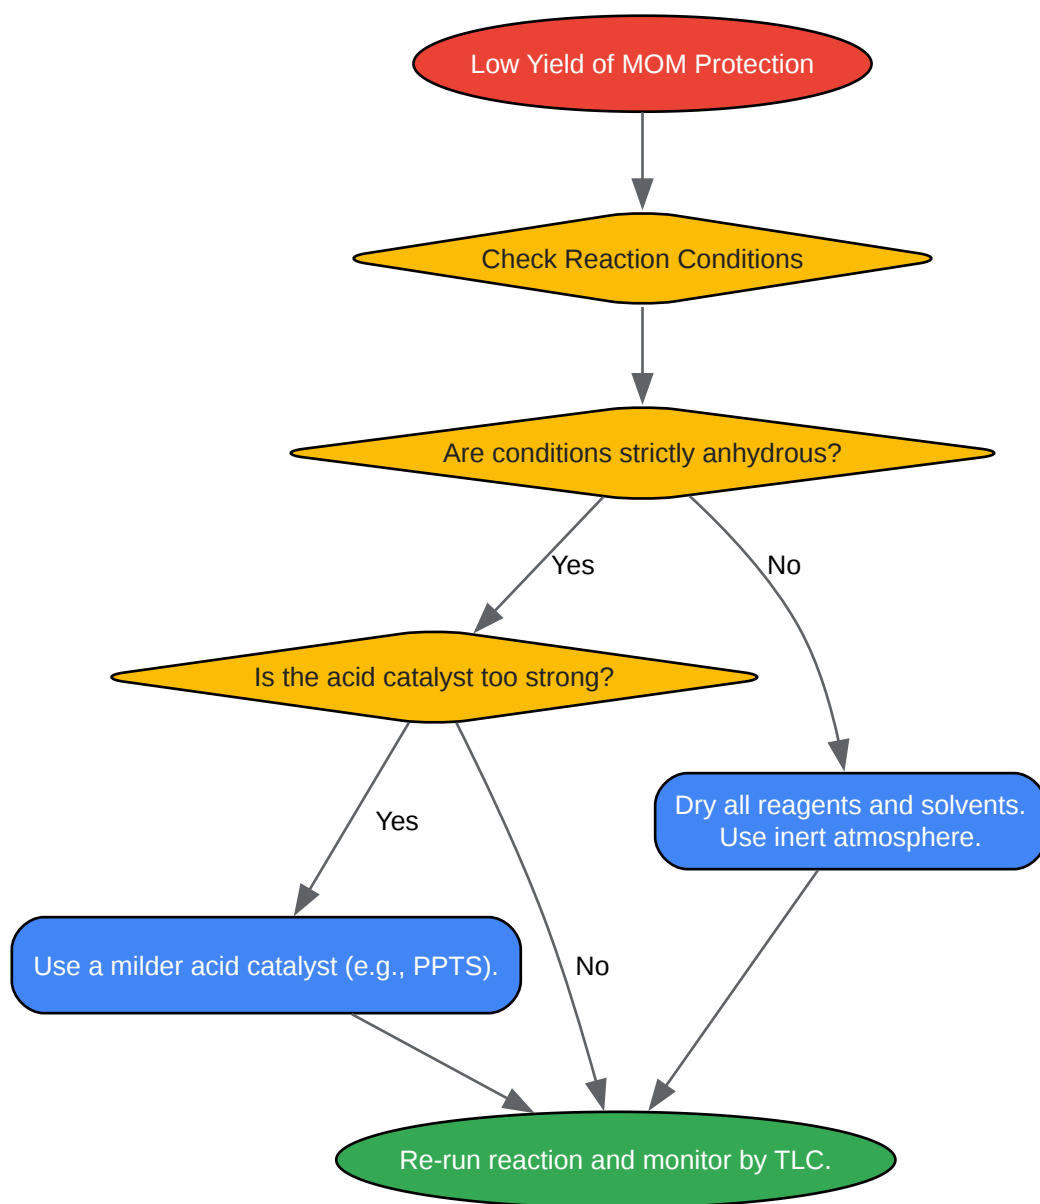 Low Yield of MOM Protection
Check Reaction Conditions
Are conditions strictly anhydrous?
Yes
No
Is the acid catalyst too strong?
Dry all reagents and solvents.
Use inert atmosphere.
Yes
Use a milder acid catalyst (e.g., PPTS).
No
Re-run reaction and monitor by TLC.